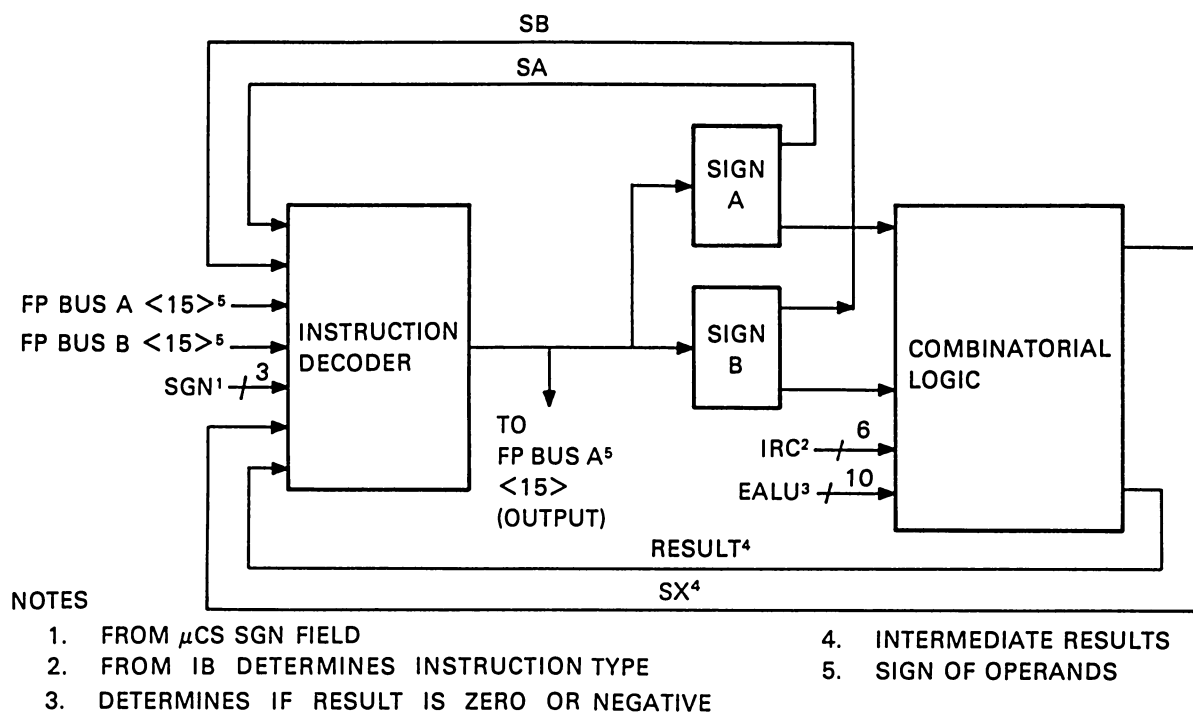 SB
SA
SIGN
A
FP BUS A <15>⁵
FP BUS B <15>⁵
SGN¹
3
INSTRUCTION
DECODER
SIGN
B
COMBINATORIAL
LOGIC
TO
FP BUS A⁵
<15>
(OUTPUT)
IRC²
6
EALU³
10
RESULT⁴
SX⁴
NOTES
1. FROM μCS SGN FIELD
2. FROM IB DETERMINES INSTRUCTION TYPE
3. DETERMINES IF RESULT IS ZERO OR NEGATIVE
4. INTERMEDIATE RESULTS
5. SIGN OF OPERANDS